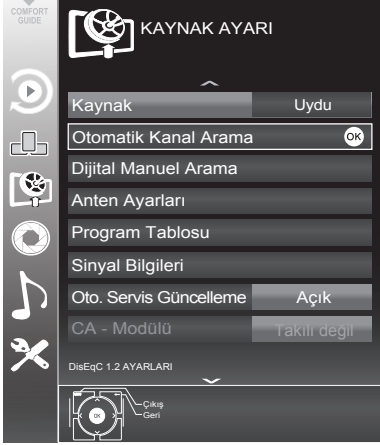 COMFORT
GUIDE
KAYNAK AYARI
Kaynak Uydu
Otomatik Kanal Arama OK
Dijital Manuel Arama
Anten Ayarları
Program Tablosu
Sinyal Bilgileri
Oto. Servis Güncelleme Açık
CA - Modülü Takılı değil
DisEqC 1.2 AYARLARI
Çıkış
OK Geri